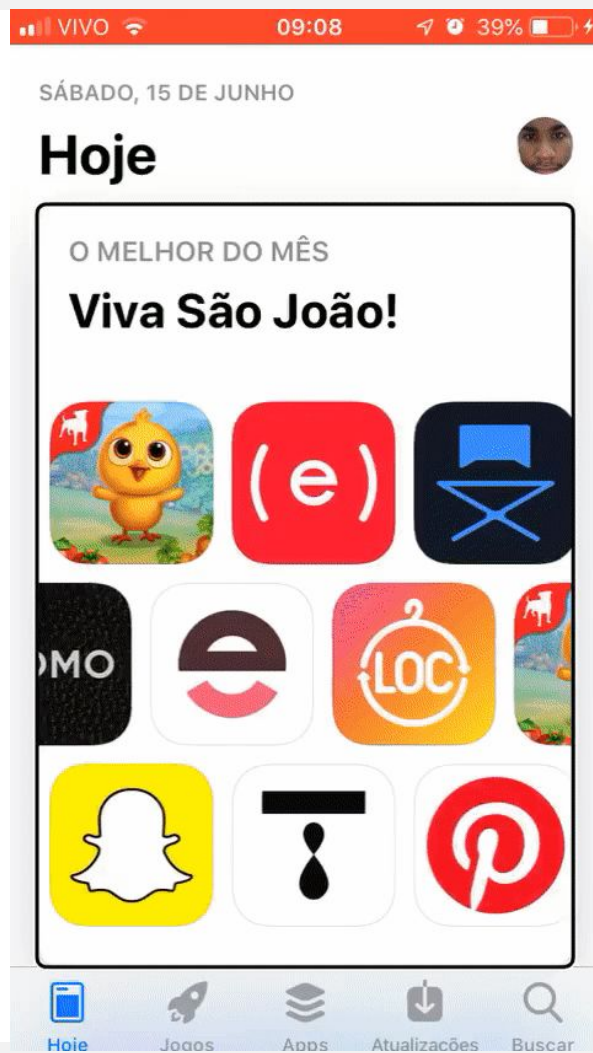 VIVO 09:08 39%
SÁBADO, 15 DE JUNHO
Hoje
O MELHOR DO MÊS
Viva São João!
(e)
OMO
LOC
Hoje Jogos Apps Atualizações Buscar